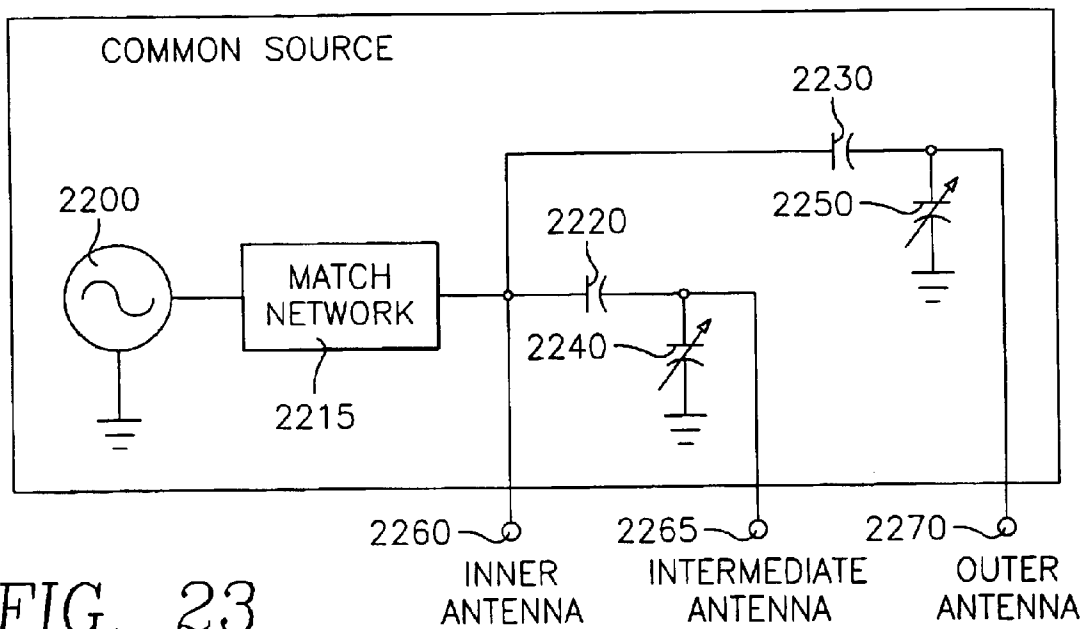 COMMON SOURCE
2230
2200
2250
2220
MATCH
NETWORK
2240
2215
2260
2265
2270
INNER
ANTENNA
INTERMEDIATE
ANTENNA
OUTER
ANTENNA
FIG. 23